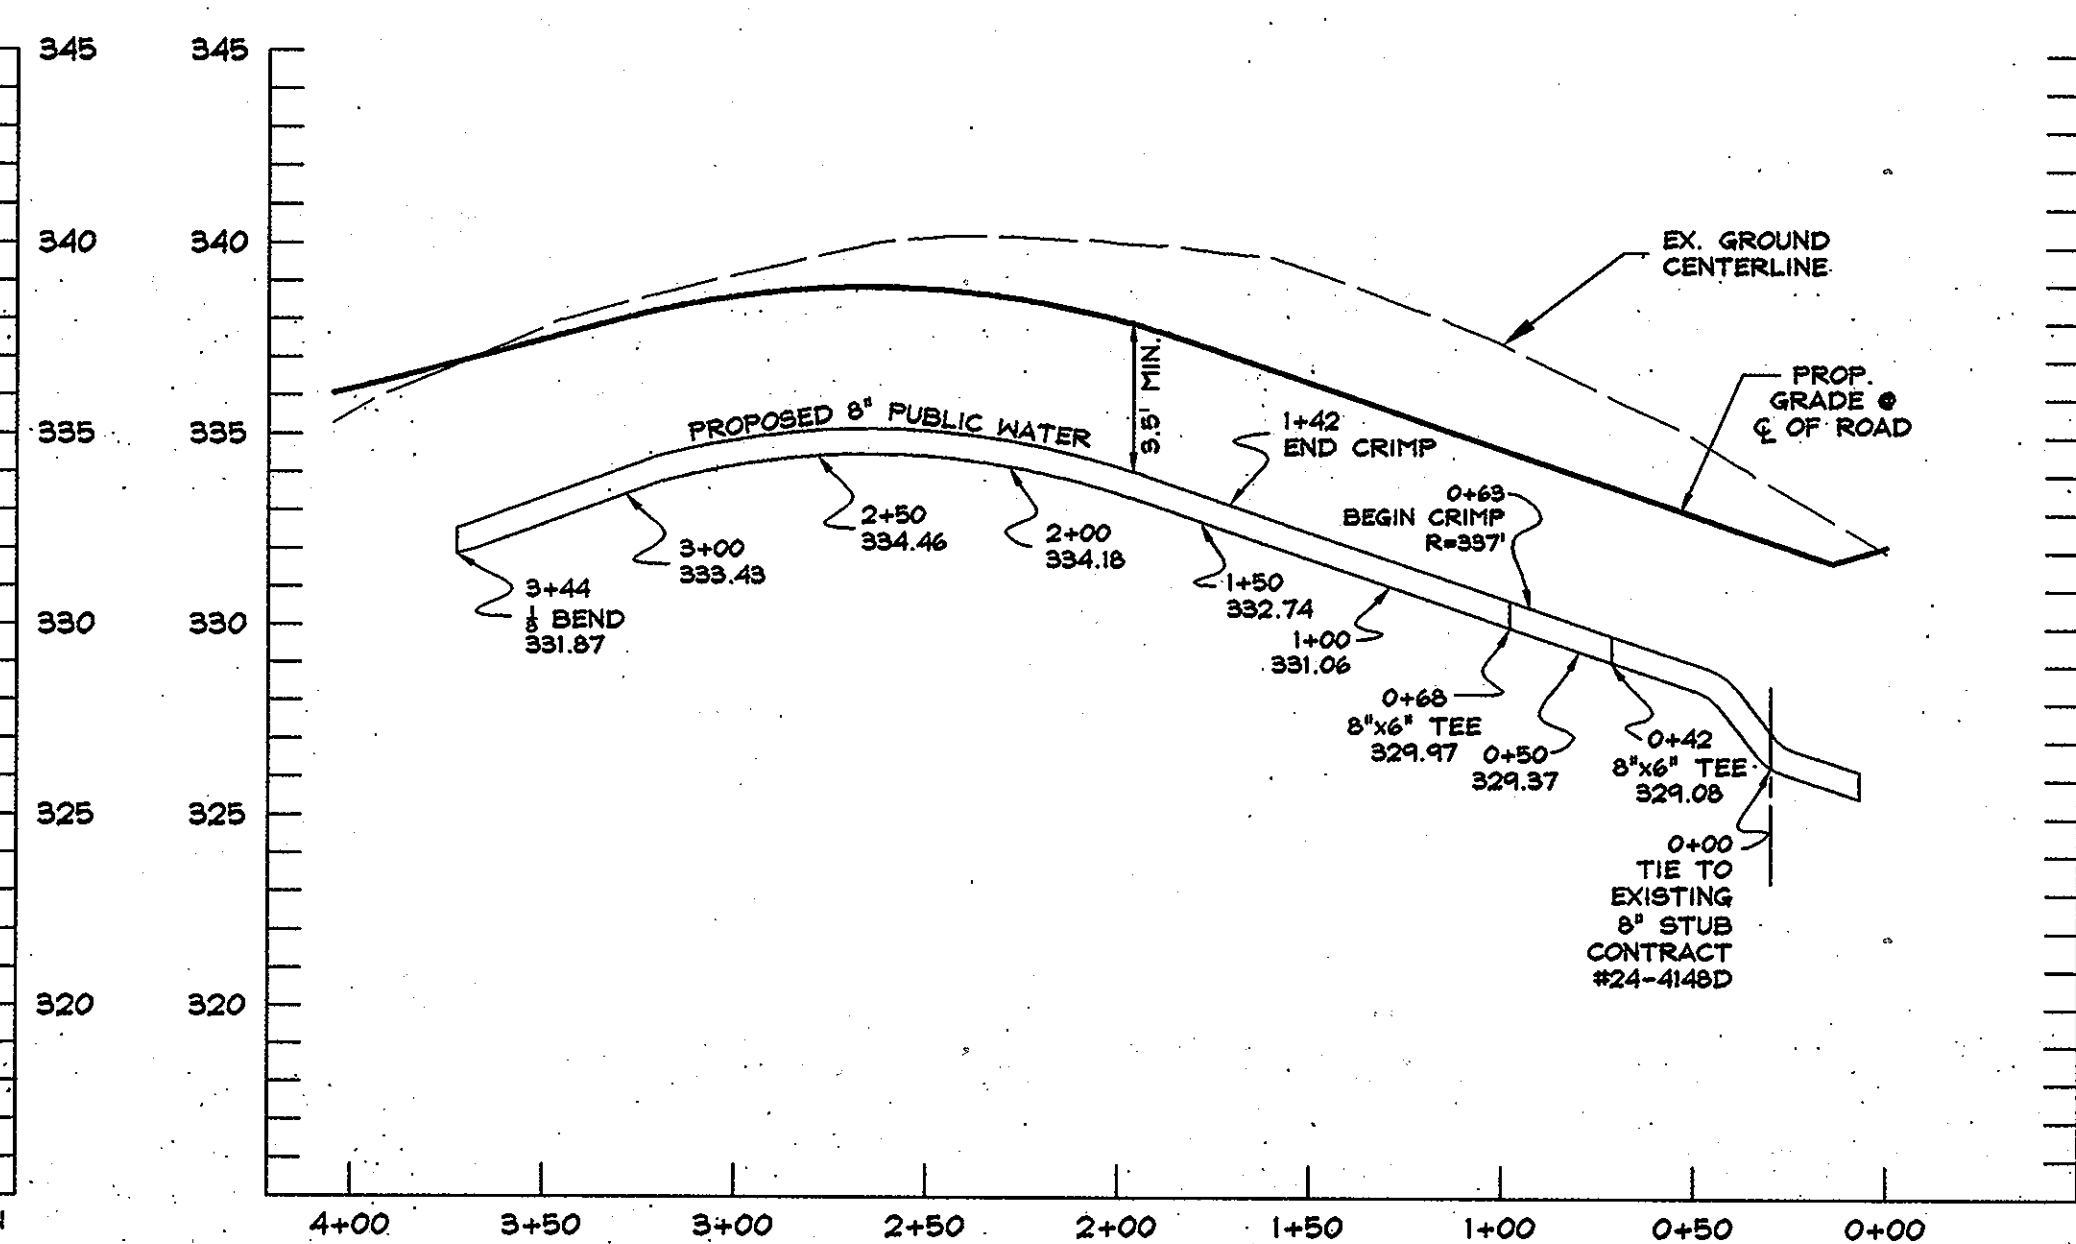 345
340
335
330
325
320
345
340
335
330
325
320
EX. GROUND
CENTERLINE
PROP.
GRADE @
℄ OF ROAD
PROPOSED 8" PUBLIC WATER
3.5' MIN.
1+42
END CRIMP
0+63
BEGIN CRIMP
R=337'
2+50
334.46
2+00
334.18
3+00
333.43
3+44
⅛ BEND
331.87
1+50
332.74
1+00
331.06
0+68
8"x6" TEE
329.97
0+50
329.37
0+42
8"x6" TEE
329.08
0+00
TIE TO
EXISTING
8" STUB
CONTRACT
#24-4148D
4+00
3+50
3+00
2+50
2+00
1+50
1+00
0+50
0+00